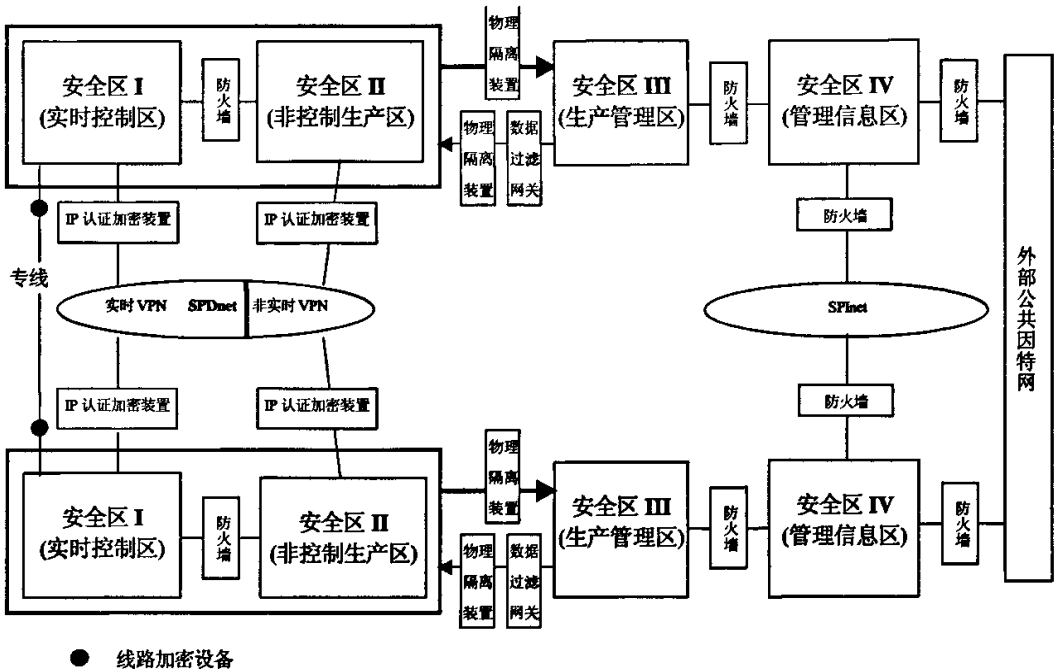 物理
隔离
装置
安全区 I
(实时控制区)
防
火
墙
安全区 II
(非控制生产区)
安全区 III
(生产管理区)
防
火
墙
安全区 IV
(管理信息区)
防
火
墙
物理
隔离
装置
数据
过滤
网关
IP 认证加密装置
IP 认证加密装置
防火墙
专线
实时 VPN
SPDnet
非实时 VPN
SPInet
外部公共因特网
IP 认证加密装置
IP 认证加密装置
防火墙
物理
隔离
装置
安全区 I
(实时控制区)
防
火
墙
安全区 II
(非控制生产区)
安全区 III
(生产管理区)
防
火
墙
安全区 IV
(管理信息区)
防
火
墙
物理
隔离
装置
数据
过滤
网关
线路加密设备